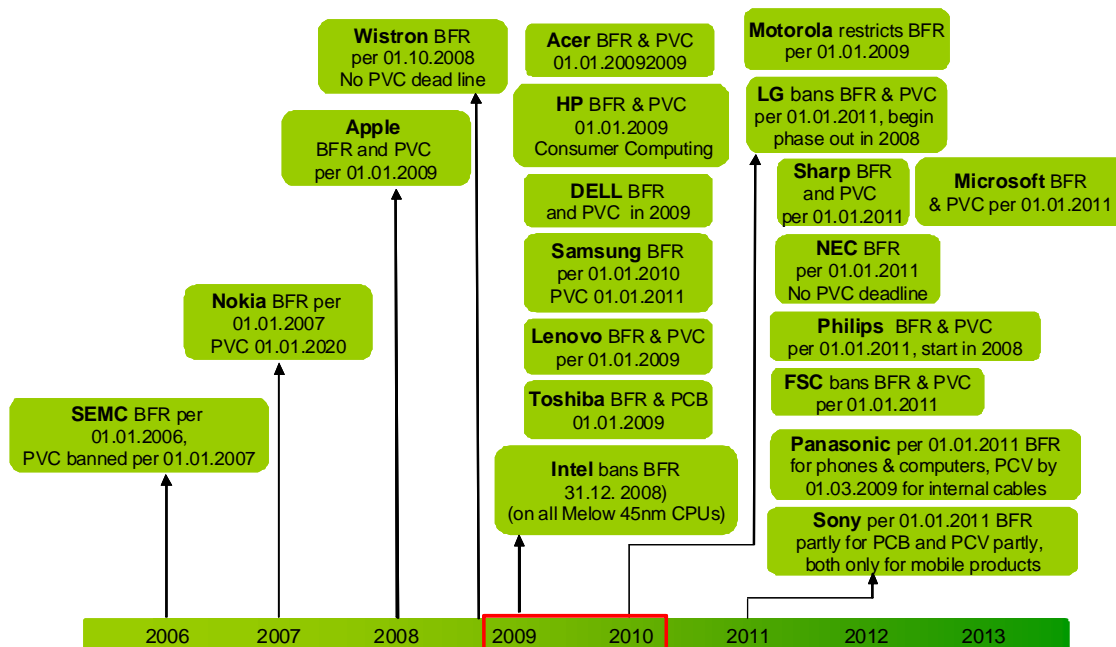 Wistron BFR
per 01.10.2008
No PVC dead line
Acer BFR & PVC
01.01.20092009
Motorola restricts BFR
per 01.01.2009
HP BFR & PVC
01.01.2009
Consumer Computing
LG bans BFR & PVC
per 01.01.2011, begin
phase out in 2008
Apple
BFR and PVC
per 01.01.2009
DELL BFR
and PVC in 2009
Sharp BFR
and PVC
per 01.01.2011
Microsoft BFR
& PVC per 01.01.2011
Samsung BFR
per 01.01.2010
PVC 01.01.2011
NEC BFR
per 01.01.2011
No PVC deadline
Nokia BFR per
01.01.2007
PVC 01.01.2020
Lenovo BFR & PVC
per 01.01.2009
Philips BFR & PVC
per 01.01.2011, start in 2008
Toshiba BFR & PCB
01.01.2009
FSC bans BFR & PVC
per 01.01.2011
SEMC BFR per
01.01.2006,
PVC banned per 01.01.2007
Intel bans BFR
31.12. 2008)
(on all Melow 45nm CPUs)
Panasonic per 01.01.2011 BFR
for phones & computers, PCV by
01.03.2009 for internal cables
Sony per 01.01.2011 BFR
partly for PCB and PCV partly,
both only for mobile products
2006 2007 2008 2009 2010 2011 2012 2013